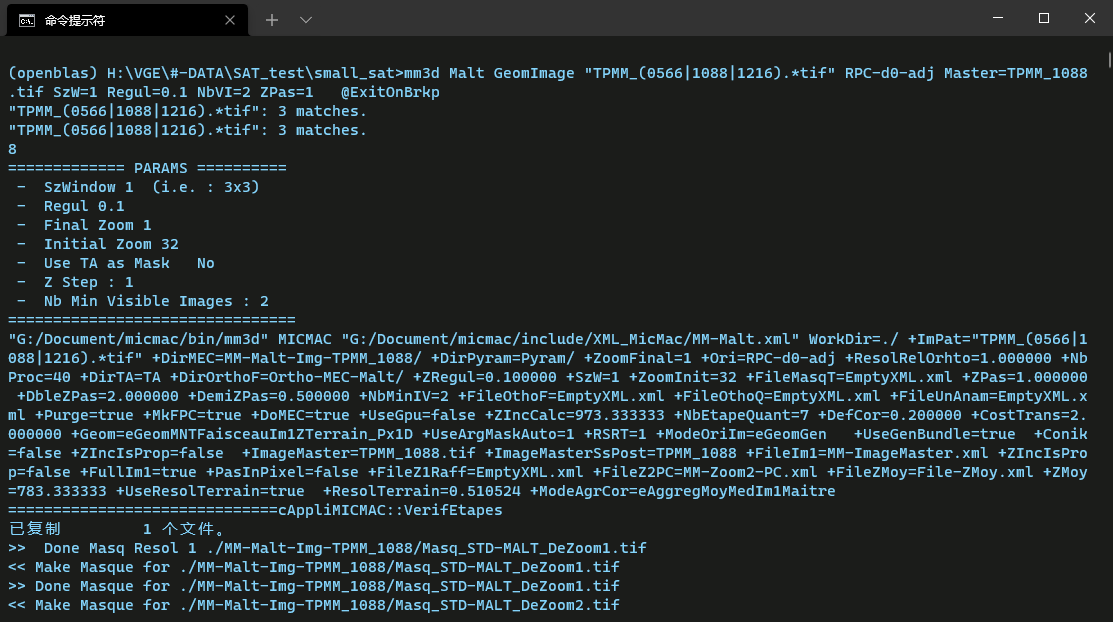 命令提示符
(openblas) H:\VGE\#-DATA\SAT_test\small_sat>mm3d Malt GeomImage "TPMM_(0566|1088|1216).*tif" RPC-d0-adj Master=TPMM_1088
.tif SzW=1 Regul=0.1 NbVI=2 ZPas=1   @ExitOnBrkp
"TPMM_(0566|1088|1216).*tif": 3 matches.
"TPMM_(0566|1088|1216).*tif": 3 matches.
8
============= PARAMS ==========
 -  SzWindow 1  (i.e. : 3x3)
 -  Regul 0.1
 -  Final Zoom 1
 -  Initial Zoom 32
 -  Use TA as Mask   No
 -  Z Step : 1
 -  Nb Min Visible Images : 2
================================
"G:/Document/micmac/bin/mm3d" MICMAC "G:/Document/micmac/include/XML_MicMac/MM-Malt.xml" WorkDir=./ +ImPat="TPMM_(0566|1
088|1216).*tif" +DirMEC=MM-Malt-Img-TPMM_1088/ +DirPyram=Pyram/ +ZoomFinal=1 +Ori=RPC-d0-adj +ResolRelOrhto=1.000000 +Nb
Proc=40 +DirTA=TA +DirOrthoF=Ortho-MEC-Malt/ +ZRegul=0.100000 +SzW=1 +ZoomInit=32 +FileMasqT=EmptyXML.xml +ZPas=1.000000
 +DbleZPas=2.000000 +DemiZPas=0.500000 +NbMinIV=2 +FileOthoF=EmptyXML.xml +FileOthoQ=EmptyXML.xml +FileUnAnam=EmptyXML.x
ml +Purge=true +MkFPC=true +DoMEC=true +UseGpu=false +ZIncCalc=973.333333 +NbEtapeQuant=7 +DefCor=0.200000 +CostTrans=2.
000000 +Geom=eGeomMNTFaisceauIm1ZTerrain_Px1D +UseArgMaskAuto=1 +RSRT=1 +ModeOriIm=eGeomGen   +UseGenBundle=true  +Conik
=false +ZIncIsProp=false  +ImageMaster=TPMM_1088.tif +ImageMasterSsPost=TPMM_1088 +FileIm1=MM-ImageMaster.xml +ZIncIsPro
p=false +FullIm1=true +PasInPixel=false +FileZ1Raff=EmptyXML.xml +FileZ2PC=MM-Zoom2-PC.xml +FileZMoy=File-ZMoy.xml +ZMoy
=783.333333 +UseResolTerrain=true  +ResolTerrain=0.510524 +ModeAgrCor=eAggregMoyMedIm1Maitre
==============================cAppliMICMAC::VerifEtapes
已复制         1 个文件。
>>  Done Masq Resol 1 ./MM-Malt-Img-TPMM_1088/Masq_STD-MALT_DeZoom1.tif
<< Make Masque for ./MM-Malt-Img-TPMM_1088/Masq_STD-MALT_DeZoom1.tif
>> Done Masque for ./MM-Malt-Img-TPMM_1088/Masq_STD-MALT_DeZoom1.tif
<< Make Masque for ./MM-Malt-Img-TPMM_1088/Masq_STD-MALT_DeZoom2.tif